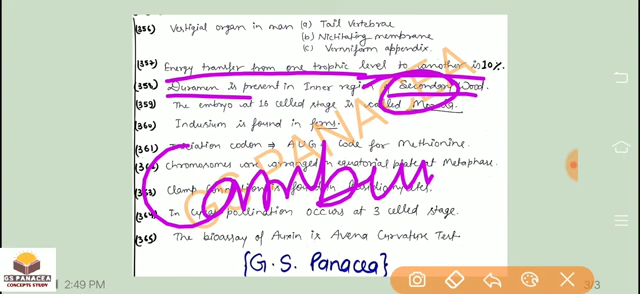 (356) Vertigial organ in man (a) Tail Vertebrae
(b) Nictitating membrane
(c) Vermiform appendix.
(357) Energy transfer from one trophic level to another is 10%.
(358) Duramen is present in Inner region of Secondary Wood.
(359) The embryo at 16 celled stage is called Morula.
(360) Indusium is found in ferns.
(361) codon ⇒ AUG code for Methionine.
Chromosomes are arranged in equatorial plate at Metaphase.
(363) Clamp is found in
(364) In pollination occurs at 3 celled stage.
(365) The bioassay of Auxin is Avena Curvature Test
{G.S. Panacea}
Cambium
GS PANACEA
GS PANACEA
CONCEPTS STUDY
2:49 PM
3/3